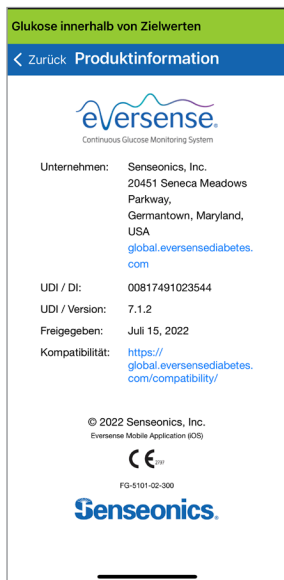 Glukose innerhalb von Zielwerten
Zurück Produktinformation
eversense.
Continuous Glucose Monitoring System
Unternehmen: Senseonics, Inc.
20451 Seneca Meadows
Parkway,
Germantown, Maryland,
USA
global.eversensediabetes.
com
UDI / DI: 00817491023544
UDI / Version: 7.1.2
Freigegeben: Juli 15, 2022
Kompatibilität: https://
global.eversensediabetes.
com/compatibility/
© 2022 Senseonics, Inc.
Eversense Mobile Application (iOS)
CE 2797
FG-5101-02-300
Senseonics.